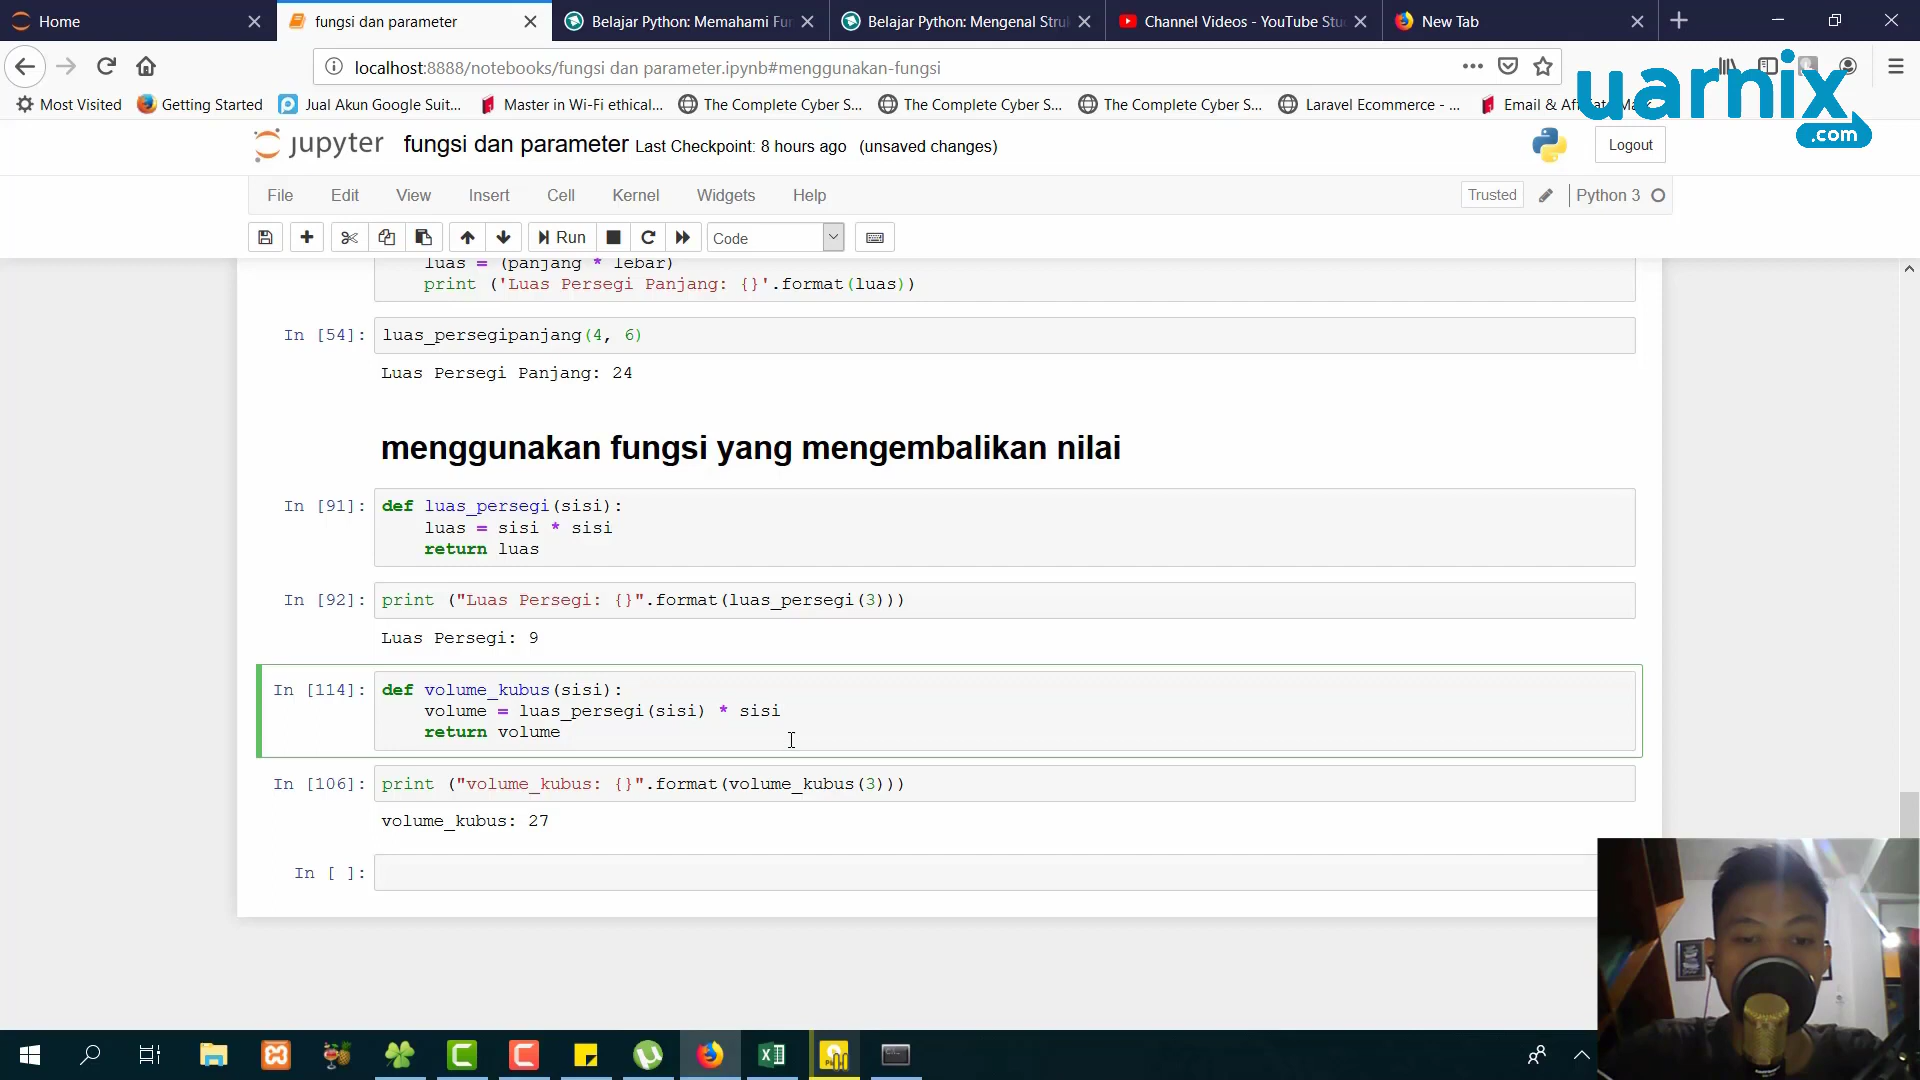 Home
fungsi dan parameter
Belajar Python: Memahami Fun
Belajar Python: Mengenal Struk
Channel Videos - YouTube Stu
New Tab
localhost:8888/notebooks/fungsi dan parameter.ipynb#menggunakan-fungsi
Most Visited
Getting Started
Jual Akun Google Suit...
Master in Wi-Fi ethical...
The Complete Cyber S...
The Complete Cyber S...
The Complete Cyber S...
Laravel Ecommerce - ...
Email &
uarnix
.com
jupyter
fungsi dan parameter Last Checkpoint: 8 hours ago (unsaved changes)
Logout
File
Edit
View
Insert
Cell
Kernel
Widgets
Help
Trusted
Python 3
Run
Code
luas = (panjang * lebar)
print ('Luas Persegi Panjang: {}'.format(luas))
In [54]:
luas_persegipanjang(4, 6)
Luas Persegi Panjang: 24
menggunakan fungsi yang mengembalikan nilai
In [91]:
def luas_persegi(sisi):
luas = sisi * sisi
return luas
In [92]:
print ("Luas Persegi: {}".format(luas_persegi(3)))
Luas Persegi: 9
In [114]:
def volume_kubus(sisi):
volume = luas_persegi(sisi) * sisi
return volume
In [106]:
print ("volume_kubus: {}".format(volume_kubus(3)))
volume_kubus: 27
In [ ]: